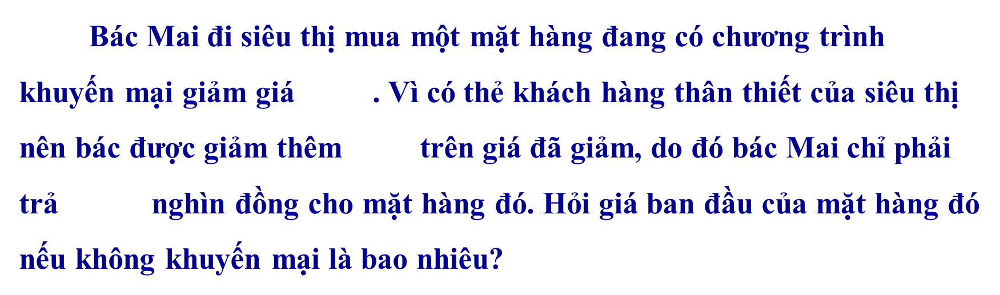 Bác Mai đi siêu thị mua một mặt hàng đang có chương trình
khuyến mại giảm giá . Vì có thẻ khách hàng thân thiết của siêu thị
nên bác được giảm thêm trên giá đã giảm, do đó bác Mai chỉ phải
trả nghìn đồng cho mặt hàng đó. Hỏi giá ban đầu của mặt hàng đó
nếu không khuyến mại là bao nhiêu?